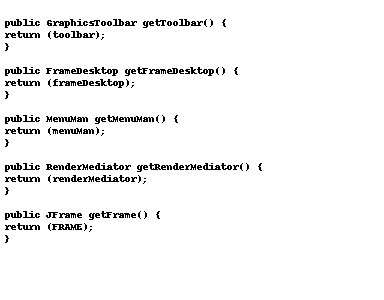 public GraphicsToolbar getToolbar() {
return (toolbar);
}
public FrameDesktop getFrameDesktop() {
return (frameDesktop);
}
public MenuMan getMenuMan() {
return (menuMan);
}
public RenderMediator getRenderMediator() {
return (renderMediator);
}
public JFrame getFrame() {
return (FRAME);
}